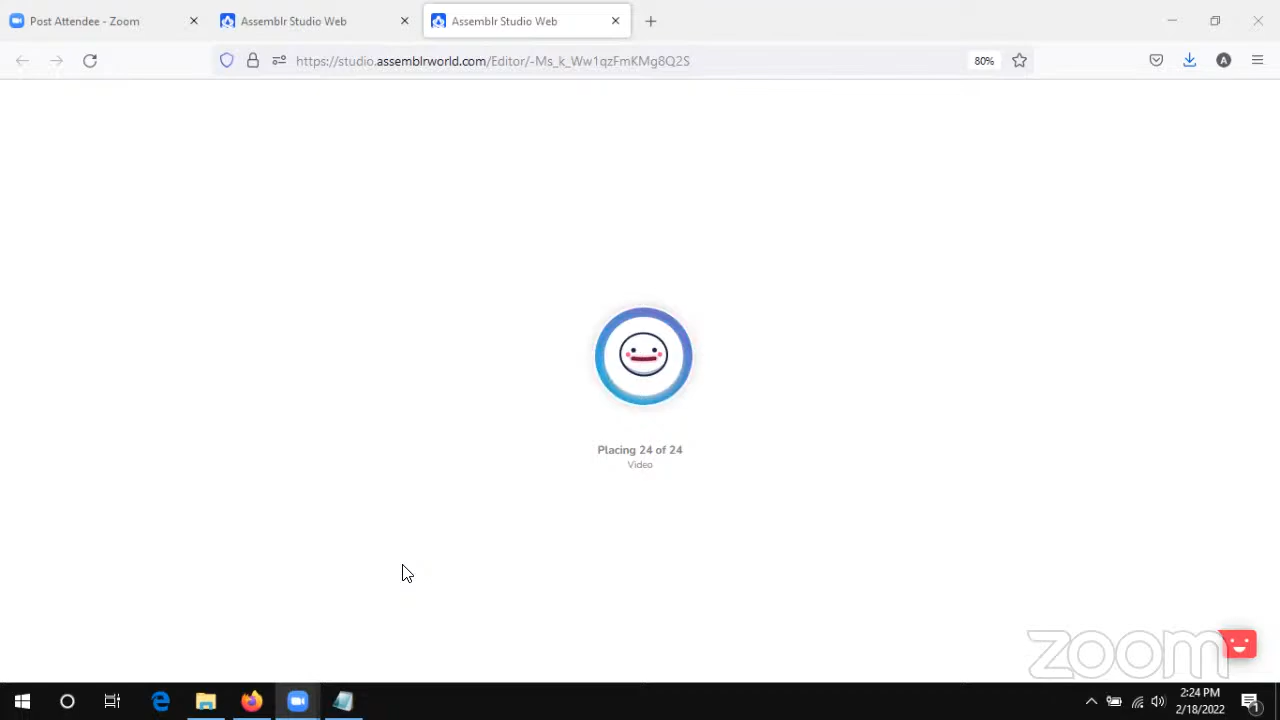 Post Attendee - Zoom
Assemblr Studio Web
Assemblr Studio Web
https://studio.assemblrworld.com/Editor/-Ms_k_Ww1qzFmKMg8Q2S
80%
A
Placing 24 of 24
Video
zoom
2:24 PM
2/18/2022
1